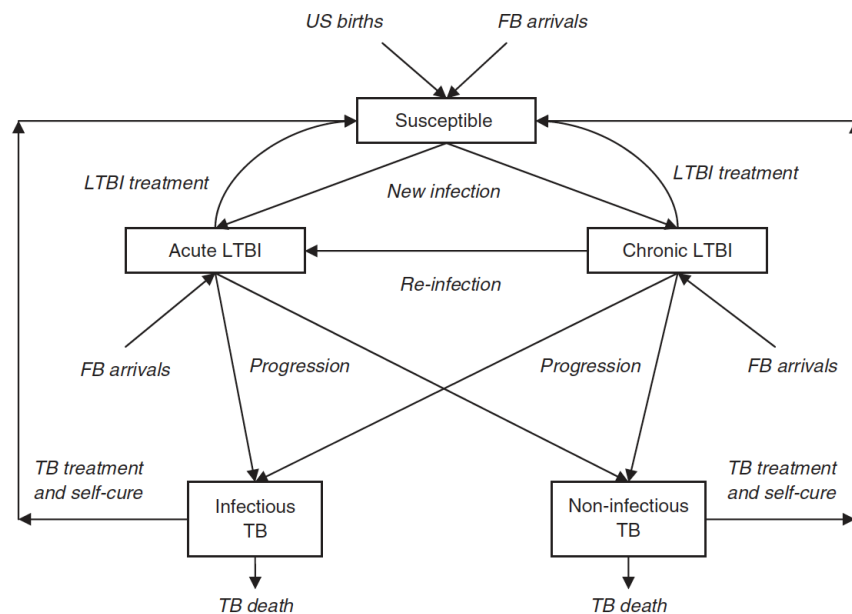 US births
FB arrivals
Susceptible
LTBI treatment
New infection
LTBI treatment
Acute LTBI
Chronic LTBI
Re-infection
FB arrivals
Progression
Progression
FB arrivals
TB treatment
and self-cure
Infectious
TB
Non-infectious
TB
TB treatment
and self-cure
TB death
TB death